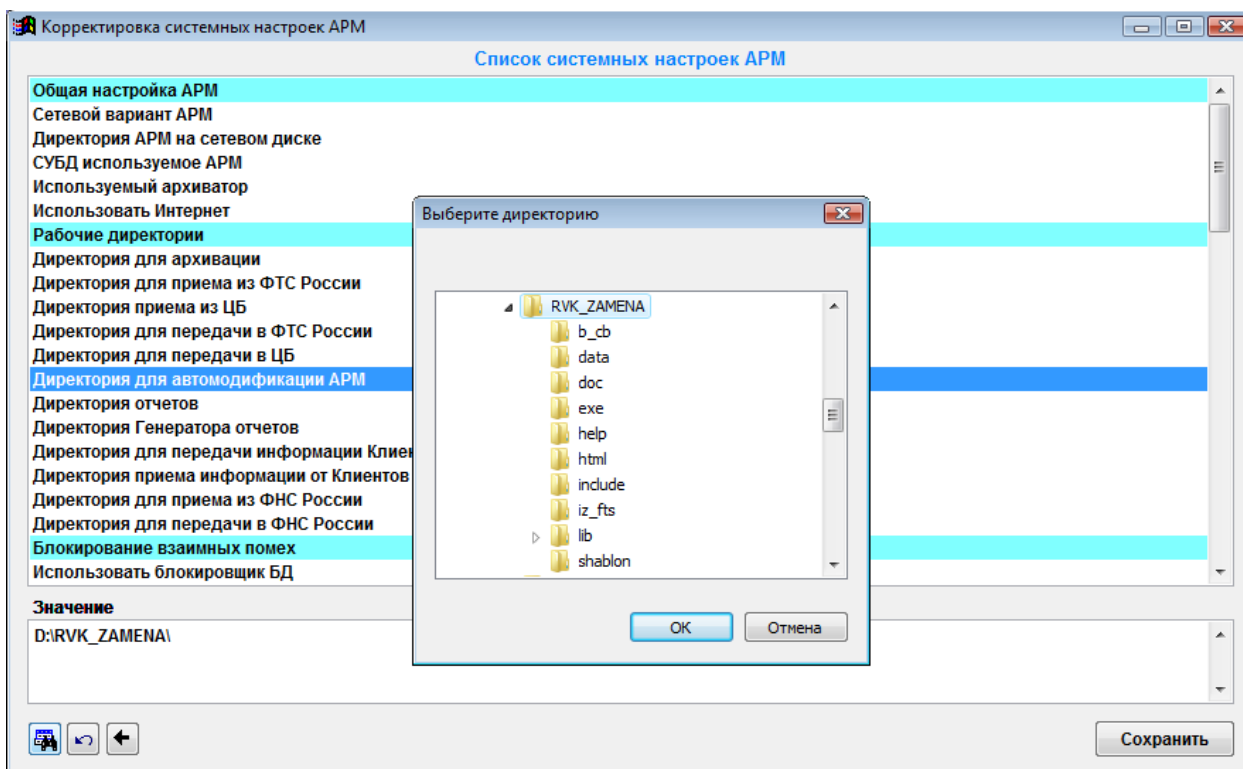 Корректировка системных настроек АРМ
Список системных настроек АРМ
Общая настройка АРМ
Сетевой вариант АРМ
Директория АРМ на сетевом диске
СУБД используемое АРМ
Используемый архиватор
Использовать Интернет
Рабочие директории
Директория для архивации
Директория для приема из ФТС России
Директория приема из ЦБ
Директория для передачи в ФТС России
Директория для передачи в ЦБ
Директория для автомодификации АРМ
Директория отчетов
Директория Генератора отчетов
Директория для передачи информации Клиен
Директория приема информации от Клиентов
Директория для приема из ФНС России
Директория для передачи в ФНС России
Блокирование взаимных помех
Использовать блокировщик БД
Выберите директорию
RVK_ZAMENA
b_cb
data
doc
exe
help
html
include
iz_fts
lib
shablon
OK
Отмена
Значение
D:\RVK_ZAMENA\
Сохранить